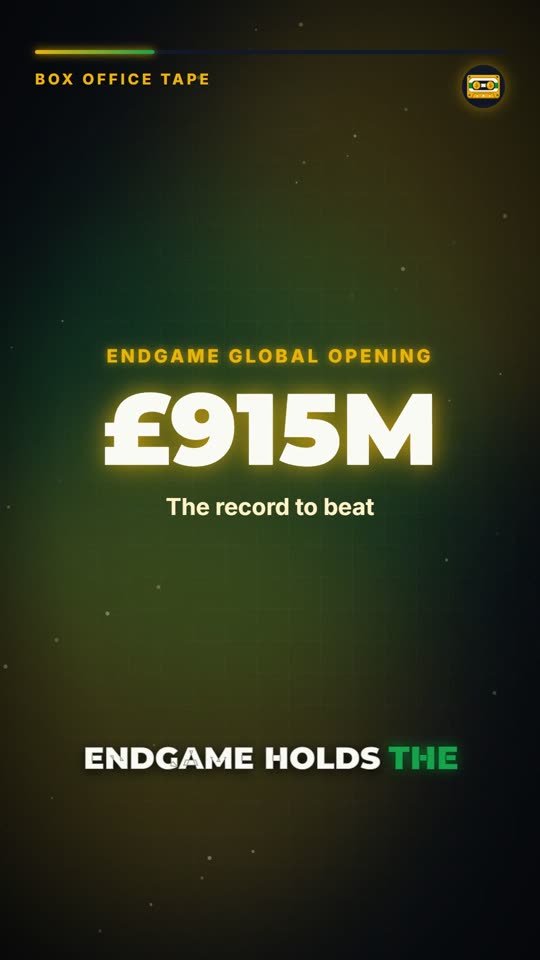 BOX OFFICE TAPE
ENDGAME GLOBAL OPENING
£915M
The record to beat
ENDGAME HOLDS THE